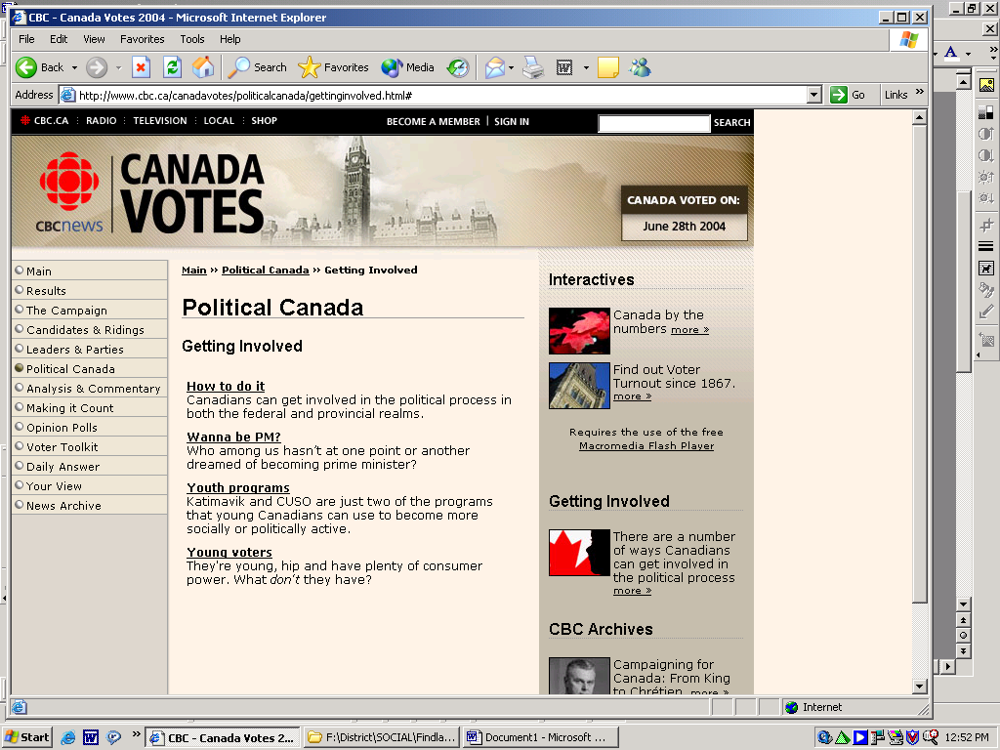 CBC - Canada Votes 2004 - Microsoft Internet Explorer
File Edit View Favorites Tools Help
Back Search Favorites Media
Address http://www.cbc.ca/canadavotes/politicalcanada/gettinginvolved.html# Go Links »
CBC.CA RADIO TELEVISION LOCAL SHOP BECOME A MEMBER | SIGN IN SEARCH
CANADA
VOTES
CBCnews
CANADA VOTED ON:
June 28th 2004
Main
Results
The Campaign
Candidates & Ridings
Leaders & Parties
Political Canada
Analysis & Commentary
Making it Count
Opinion Polls
Voter Toolkit
Daily Answer
Your View
News Archive
Main ›› Political Canada ›› Getting Involved
Political Canada
Getting Involved
How to do it
Canadians can get involved in the political process in
both the federal and provincial realms.
Wanna be PM?
Who among us hasn't at one point or another
dreamed of becoming prime minister?
Youth programs
Katimavik and CUSO are just two of the programs
that young Canadians can use to become more
socially or politically active.
Young voters
They're young, hip and have plenty of consumer
power. What don't they have?
Interactives
Canada by the
numbers more »
Find out Voter
Turnout since 1867.
more »
Requires the use of the free
Macromedia Flash Player
Getting Involved
There are a number
of ways Canadians
can get involved in
the political process
more »
CBC Archives
Campaigning for
Canada: From King
to Chrétien. more »
Internet
Start » CBC - Canada Votes 2... F:\District\SOCIAL\Findla... Document1 - Microsoft ... 12:52 PM